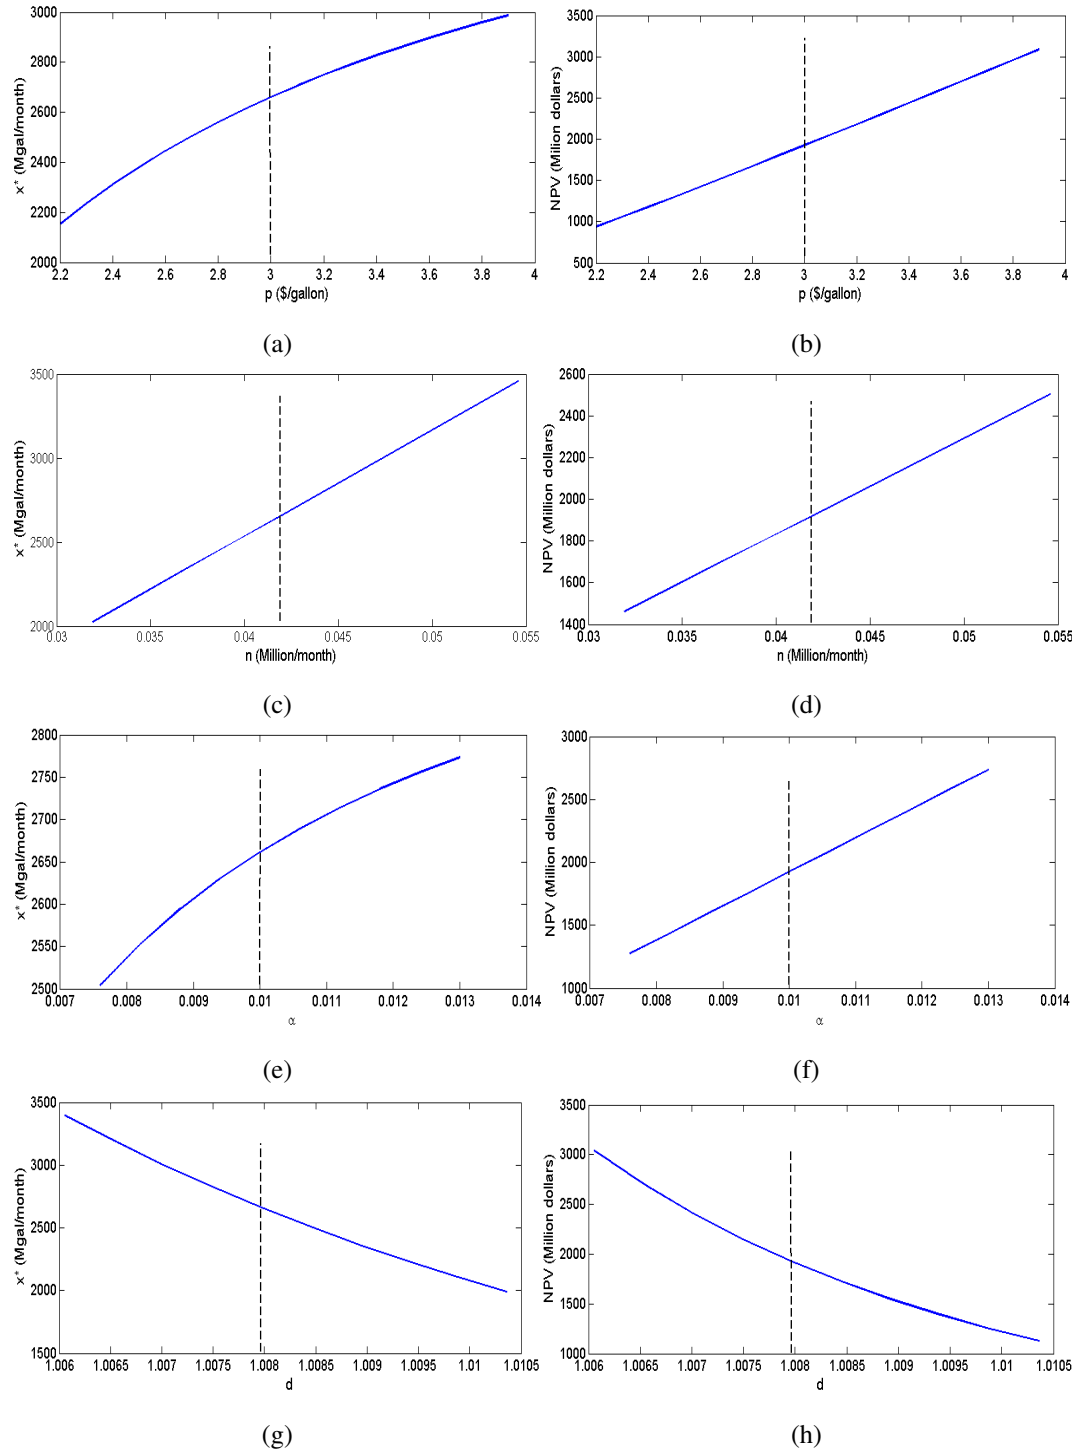 3000
2800
2600
2400
2200
2000
x* (Mgal/month)
2.2 2.4 2.6 2.8 3 3.2 3.4 3.6 3.8 4
p ($/gallon)
(a)
3500
3000
2500
2000
1500
1000
500
NPV (Milion dollars)
2.2 2.4 2.6 2.8 3 3.2 3.4 3.6 3.8 4
p ($/gallon)
(b)
3500
3000
2500
2000
x* (Mgal/month)
0.03 0.035 0.04 0.045 0.05 0.055
n (Million/month)
(c)
2600
2400
2200
2000
1800
1600
1400
NPV (Million dollars)
0.03 0.035 0.04 0.045 0.05 0.055
n (Million/month)
(d)
2800
2750
2700
2650
2600
2550
2500
x* (Mgal/month)
0.007 0.008 0.009 0.01 0.011 0.012 0.013 0.014
α
(e)
3000
2500
2000
1500
1000
NPV (Million dollars)
0.007 0.008 0.009 0.01 0.011 0.012 0.013 0.014
α
(f)
3500
3000
2500
2000
1500
x* (Mgal/month)
1.006 1.0065 1.007 1.0075 1.008 1.0085 1.009 1.0095 1.01 1.0105
d
(g)
3500
3000
2500
2000
1500
1000
NPV (Million dollars)
1.006 1.0065 1.007 1.0075 1.008 1.0085 1.009 1.0095 1.01 1.0105
d
(h)